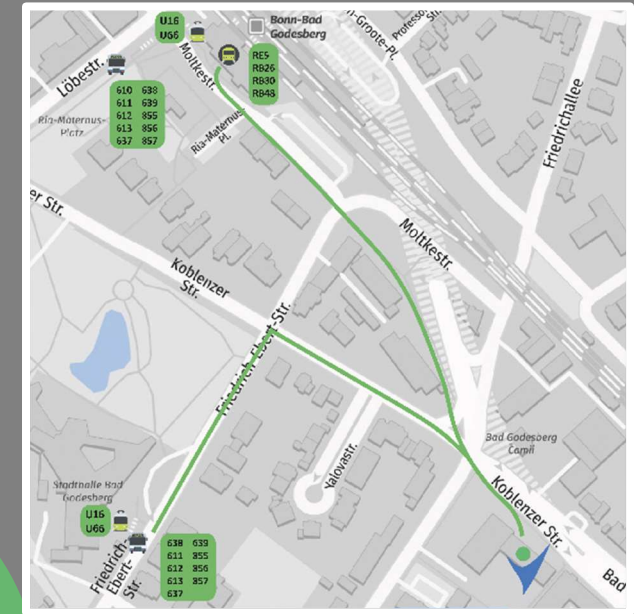 U16
U66
Bonn-Bad
Godesberg
RE5
RB26
RB30
RB48
Moltkestr.
Löbestr.
610 638
611 639
612 855
613 856
637 857
Ria-Maternus-
Platz
Ria-Maternus-
Pl.
n-Groote-Pl.
Friedrichallee
er Str.
Koblenzer
Str.
Moltkestr.
Friedrich-Ebert-Str.
Valovastr.
Bad Godesberg
Stadthalle Bad
Godesberg
U16
U66
Friedrich-
Ebert-
Str.
638 639
611 855
612 856
613 857
637
Koblenzer Str.
Bad